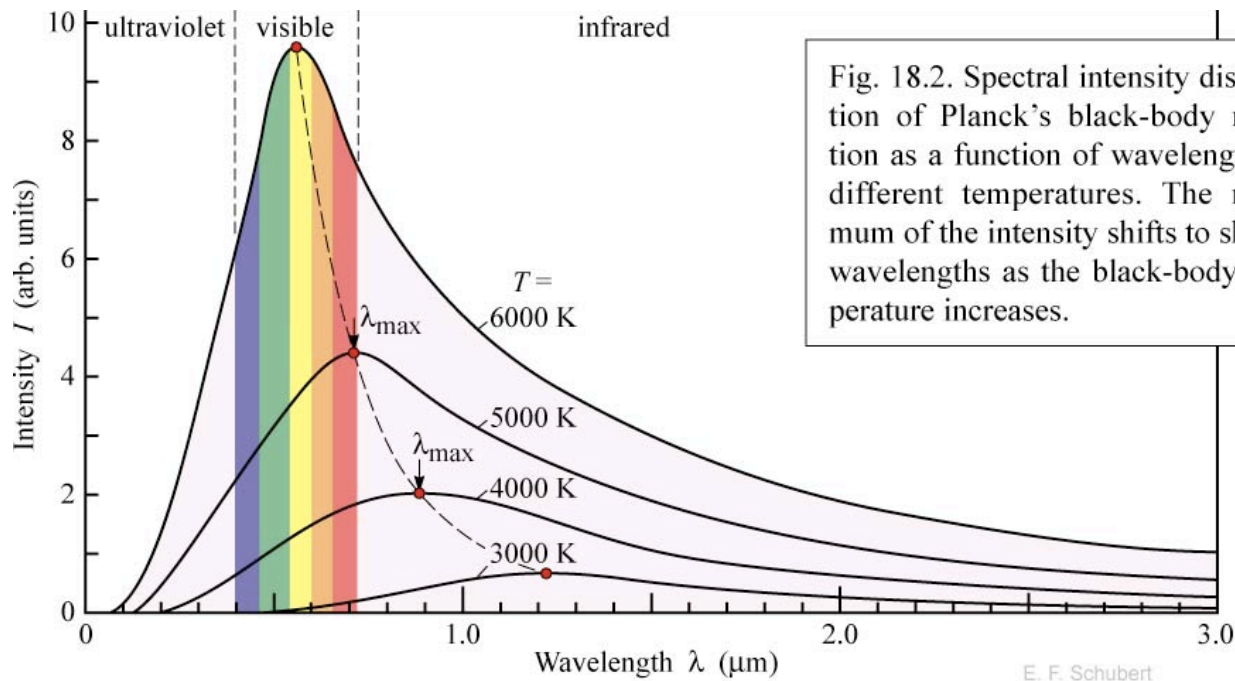 10
ultraviolet
visible
infrared
8
6
4
2
0
Intensity I (arb. units)
T =
6000 K
λmax
5000 K
λmax
4000 K
3000 K
0
1.0
2.0
3.0
Wavelength λ (μm)
Fig. 18.2. Spectral intensity dis
tion of Planck's black-body
tion as a function of
different temperatures. The
mum of the intensity shifts to
wavelengths as the black-body
perature increases.
E. F. Schubert